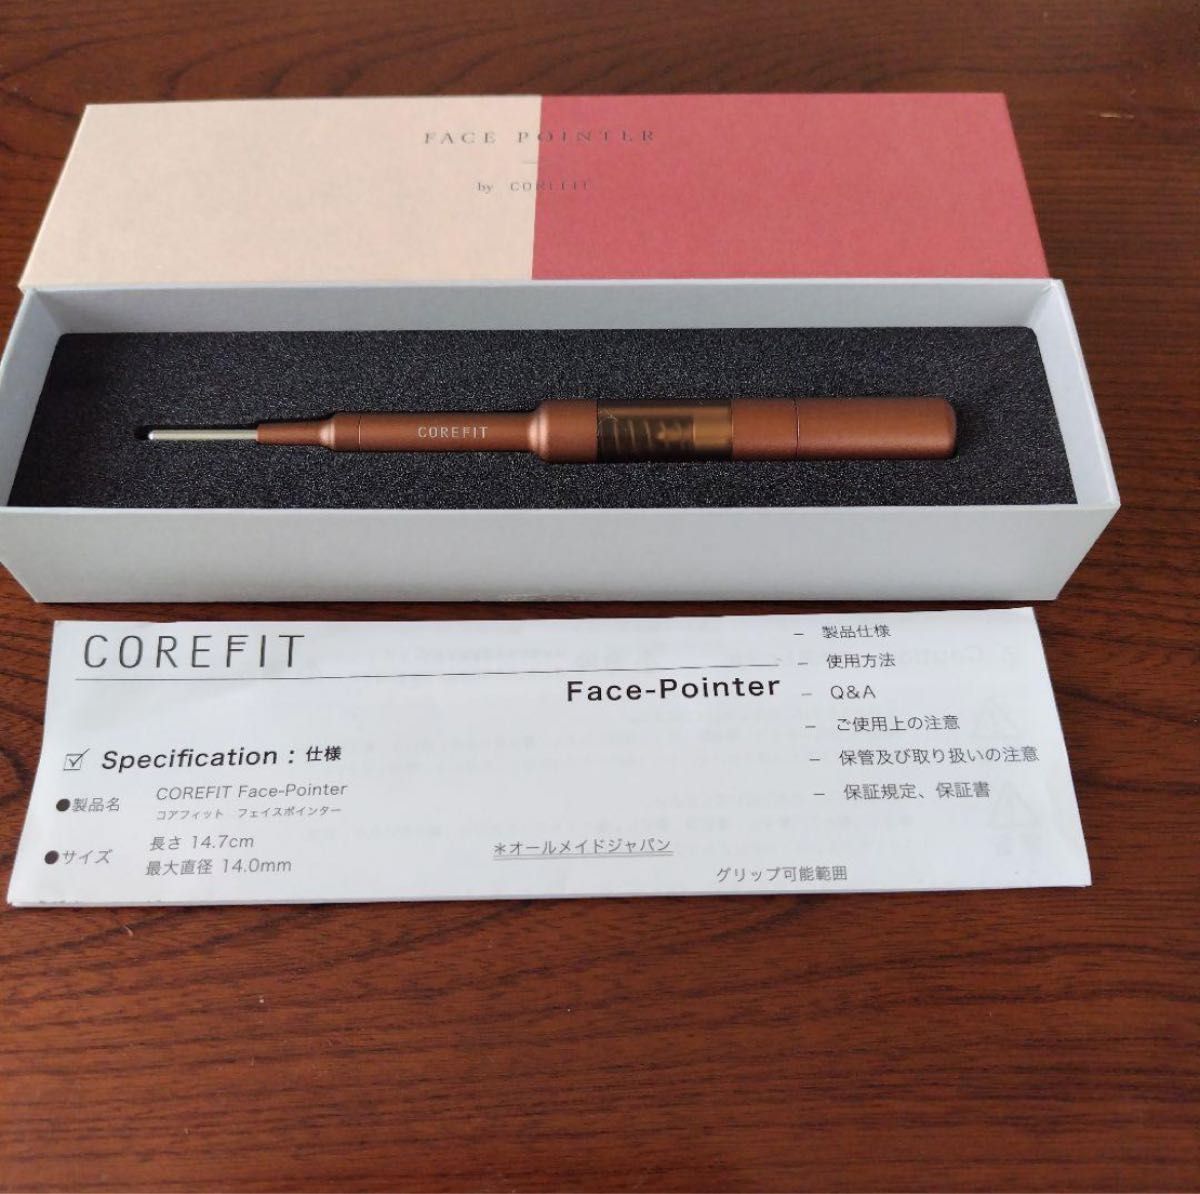 FACE POINTER
by COREFIT
COREFIT
COREFIT
Face-Pointer
– 製品仕様
– 使用方法
– Q&A
– ご使用上の注意
– 保管及び取り扱いの注意
– 保証規定、保証書
☑ Specification : 仕様
●製品名 COREFIT Face-Pointer
コアフィット フェイスポインター
●サイズ 長さ 14.7cm
最大直径 14.0mm
*オールメイドジャパン
グリップ可能範囲